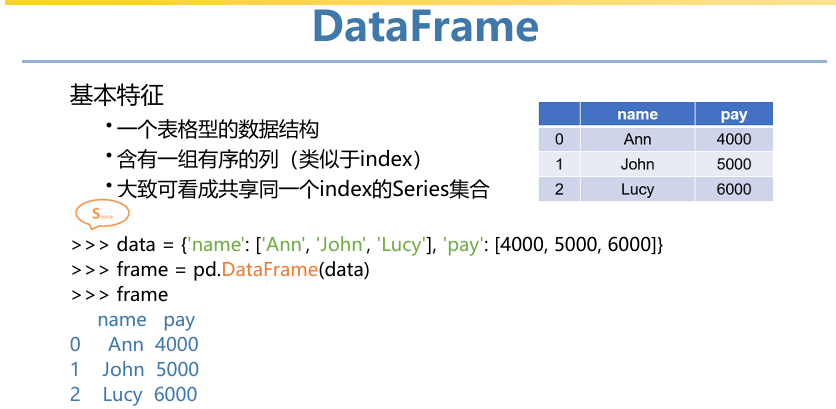 DataFrame
基本特征
• 一个表格型的数据结构
• 含有一组有序的列（类似于index）
• 大致可看成共享同一个index的Series集合
name pay
0 Ann 4000
1 John 5000
2 Lucy 6000
>>> data = {'name': ['Ann', 'John', 'Lucy'], 'pay': [4000, 5000, 6000]}
>>> frame = pd.DataFrame(data)
>>> frame
name pay
0 Ann 4000
1 John 5000
2 Lucy 6000